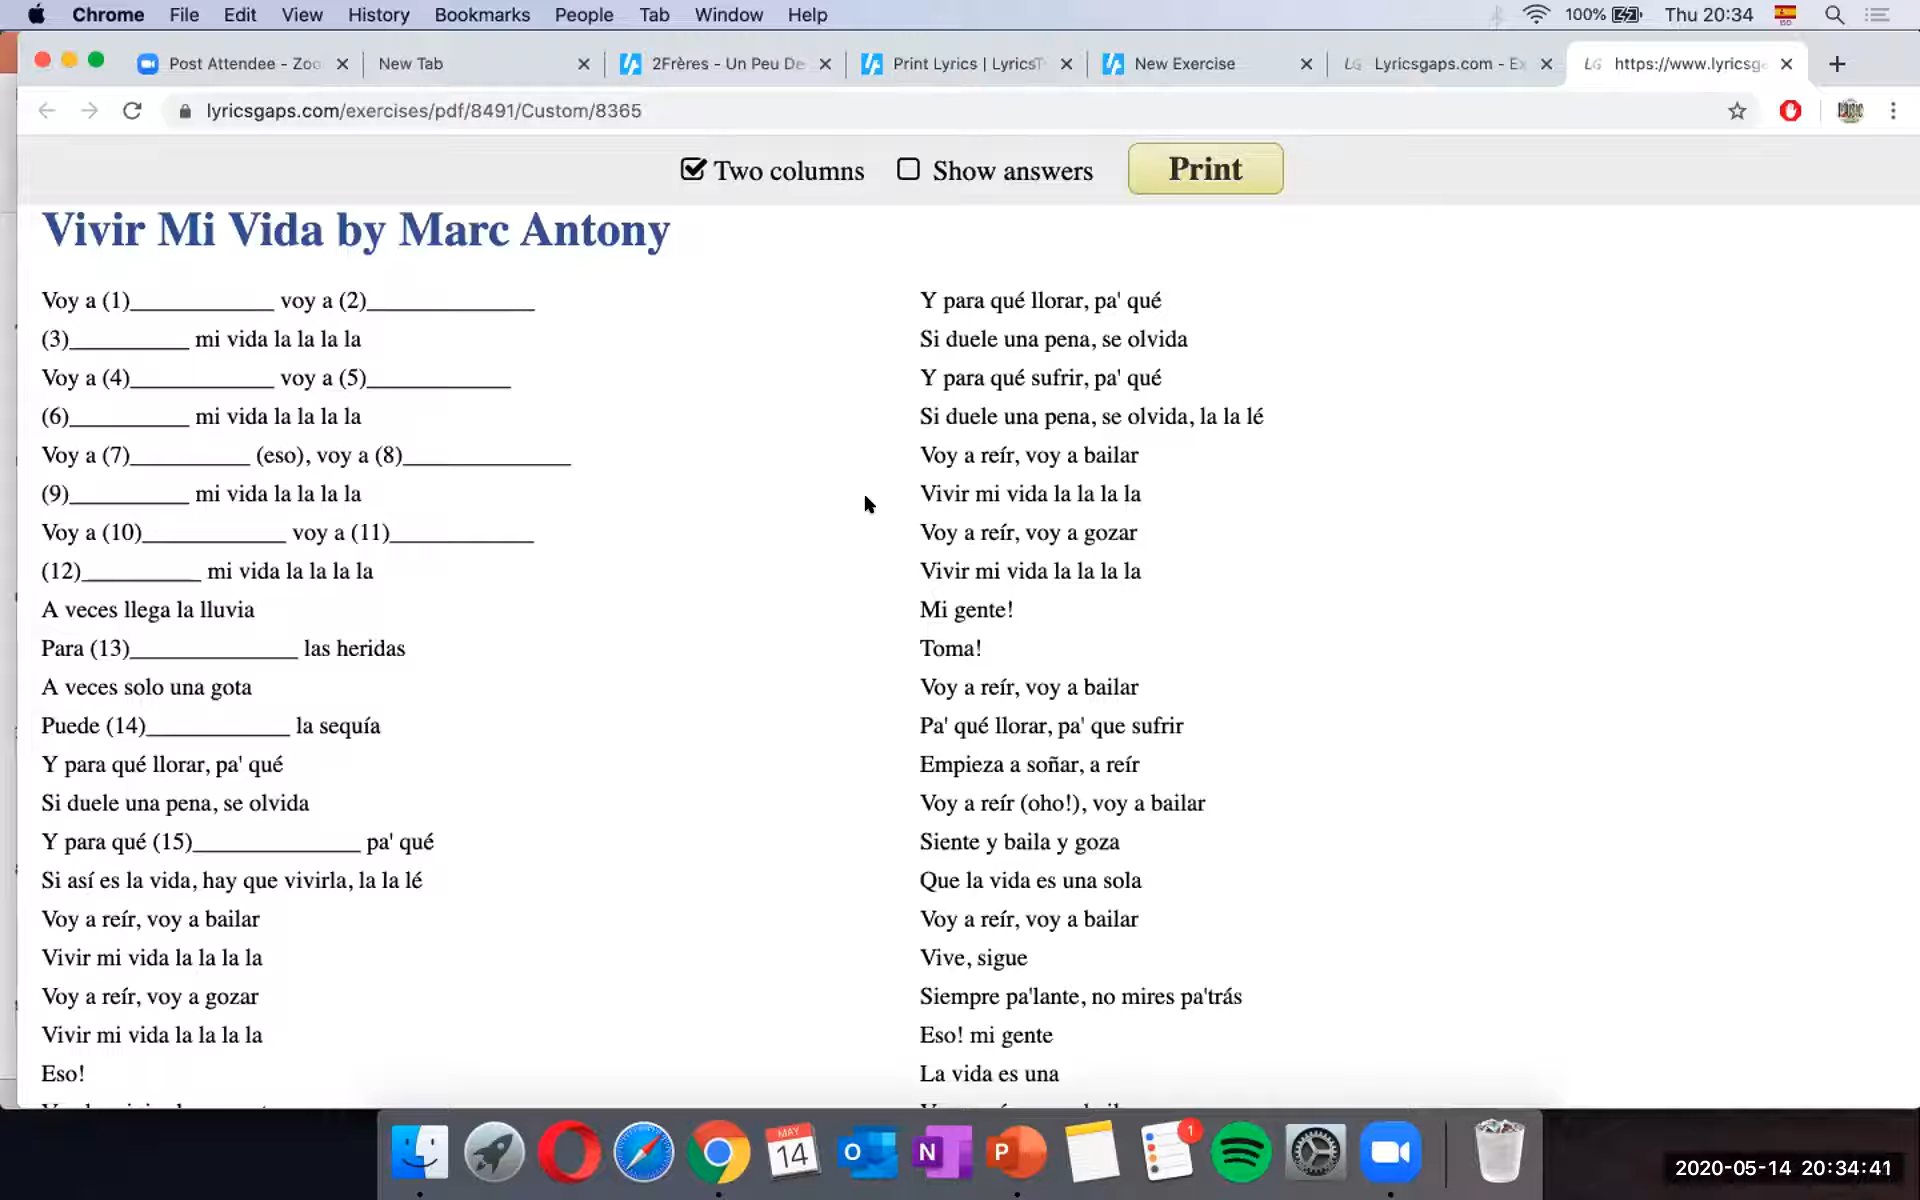 Chrome File Edit View History Bookmarks People Tab Window Help 100% Thu 20:34
Post Attendee - Zoo New Tab 2Frères - Un Peu De Print Lyrics | LyricsT New Exercise LG Lyricsgaps.com - Ex LG https://www.lyricsga
lyricsgaps.com/exercises/pdf/8491/Custom/8365
Two columns Show answers Print
Vivir Mi Vida by Marc Antony
Voy a (1)____________ voy a (2)______________
(3)__________ mi vida la la la la
Voy a (4)____________ voy a (5)____________
(6)__________ mi vida la la la la
Voy a (7)__________ (eso), voy a (8)______________
(9)__________ mi vida la la la la
Voy a (10)____________ voy a (11)____________
(12)__________ mi vida la la la la
A veces llega la lluvia
Para (13)______________ las heridas
A veces solo una gota
Puede (14)____________ la sequía
Y para qué llorar, pa' qué
Si duele una pena, se olvida
Y para qué (15)______________ pa' qué
Si así es la vida, hay que vivirla, la la lé
Voy a reír, voy a bailar
Vivir mi vida la la la la
Voy a reír, voy a gozar
Vivir mi vida la la la la
Eso!
Y para qué llorar, pa' qué
Si duele una pena, se olvida
Y para qué sufrir, pa' qué
Si duele una pena, se olvida, la la lé
Voy a reír, voy a bailar
Vivir mi vida la la la la
Voy a reír, voy a gozar
Vivir mi vida la la la la
Mi gente!
Toma!
Voy a reír, voy a bailar
Pa' qué llorar, pa' que sufrir
Empieza a soñar, a reír
Voy a reír (oho!), voy a bailar
Siente y baila y goza
Que la vida es una sola
Voy a reír, voy a bailar
Vive, sigue
Siempre pa'lante, no mires pa'trás
Eso! mi gente
La vida es una
MAY
14
1
2020-05-14 20:34:41